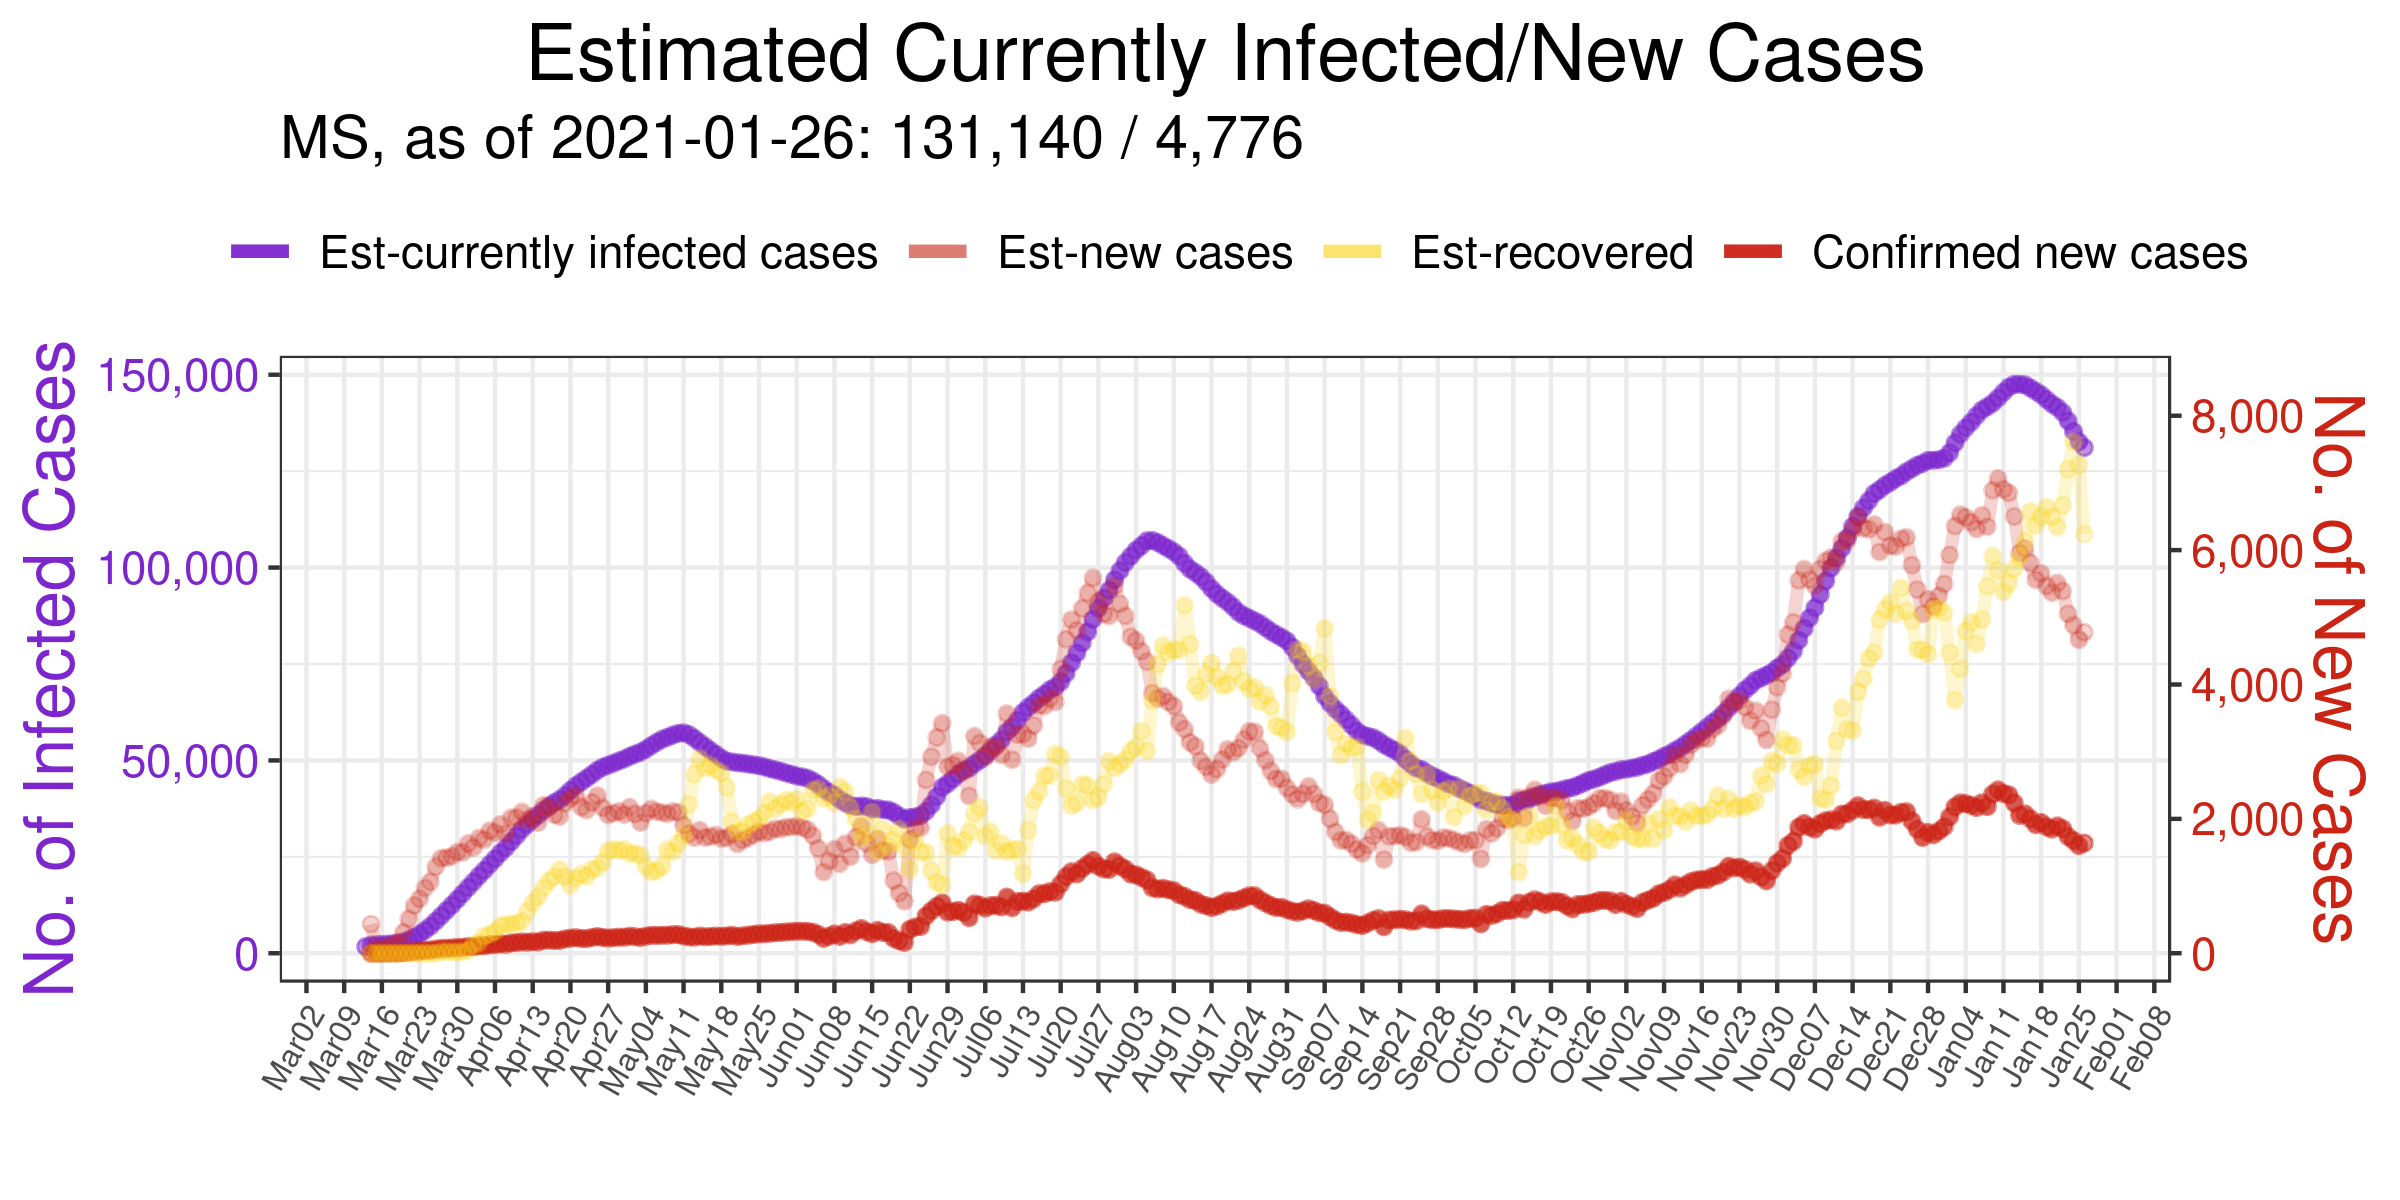 Estimated Currently Infected/New Cases
MS, as of 2021-01-26: 131,140 / 4,776
Est-currently infected cases Est-new cases Est-recovered Confirmed new cases
No. of Infected Cases
150,000
100,000
50,000
0
8,000
6,000
4,000
2,000
0
No. of New Cases
Mar02 Mar09 Mar16 Mar23 Mar30 Apr06 Apr13 Apr20 Apr27 May04 May11 May18 May25 Jun01 Jun08 Jun15 Jun22 Jun29 Jul06 Jul13 Jul20 Jul27 Aug03 Aug10 Aug17 Aug24 Aug31 Sep07 Sep14 Sep21 Sep28 Oct05 Oct12 Oct19 Oct26 Nov02 Nov09 Nov16 Nov23 Nov30 Dec07 Dec14 Dec21 Dec28 Jan04 Jan11 Jan18 Jan25 Feb01 Feb08